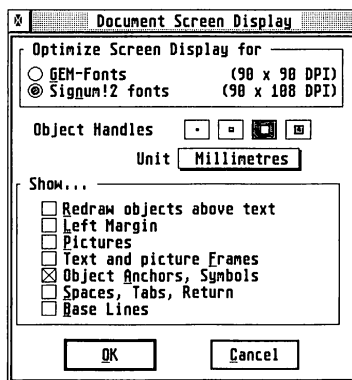 Document Screen Display
Optimize Screen Display for
GEM-Fonts (90 x 90 DPI)
Signum!2 fonts (90 x 108 DPI)
Object Handles
Unit Millimetres
Show...
Redraw objects above text
Left Margin
Pictures
Text and picture Frames
Object Anchors, Symbols
Spaces, Tabs, Return
Base Lines
OK Cancel